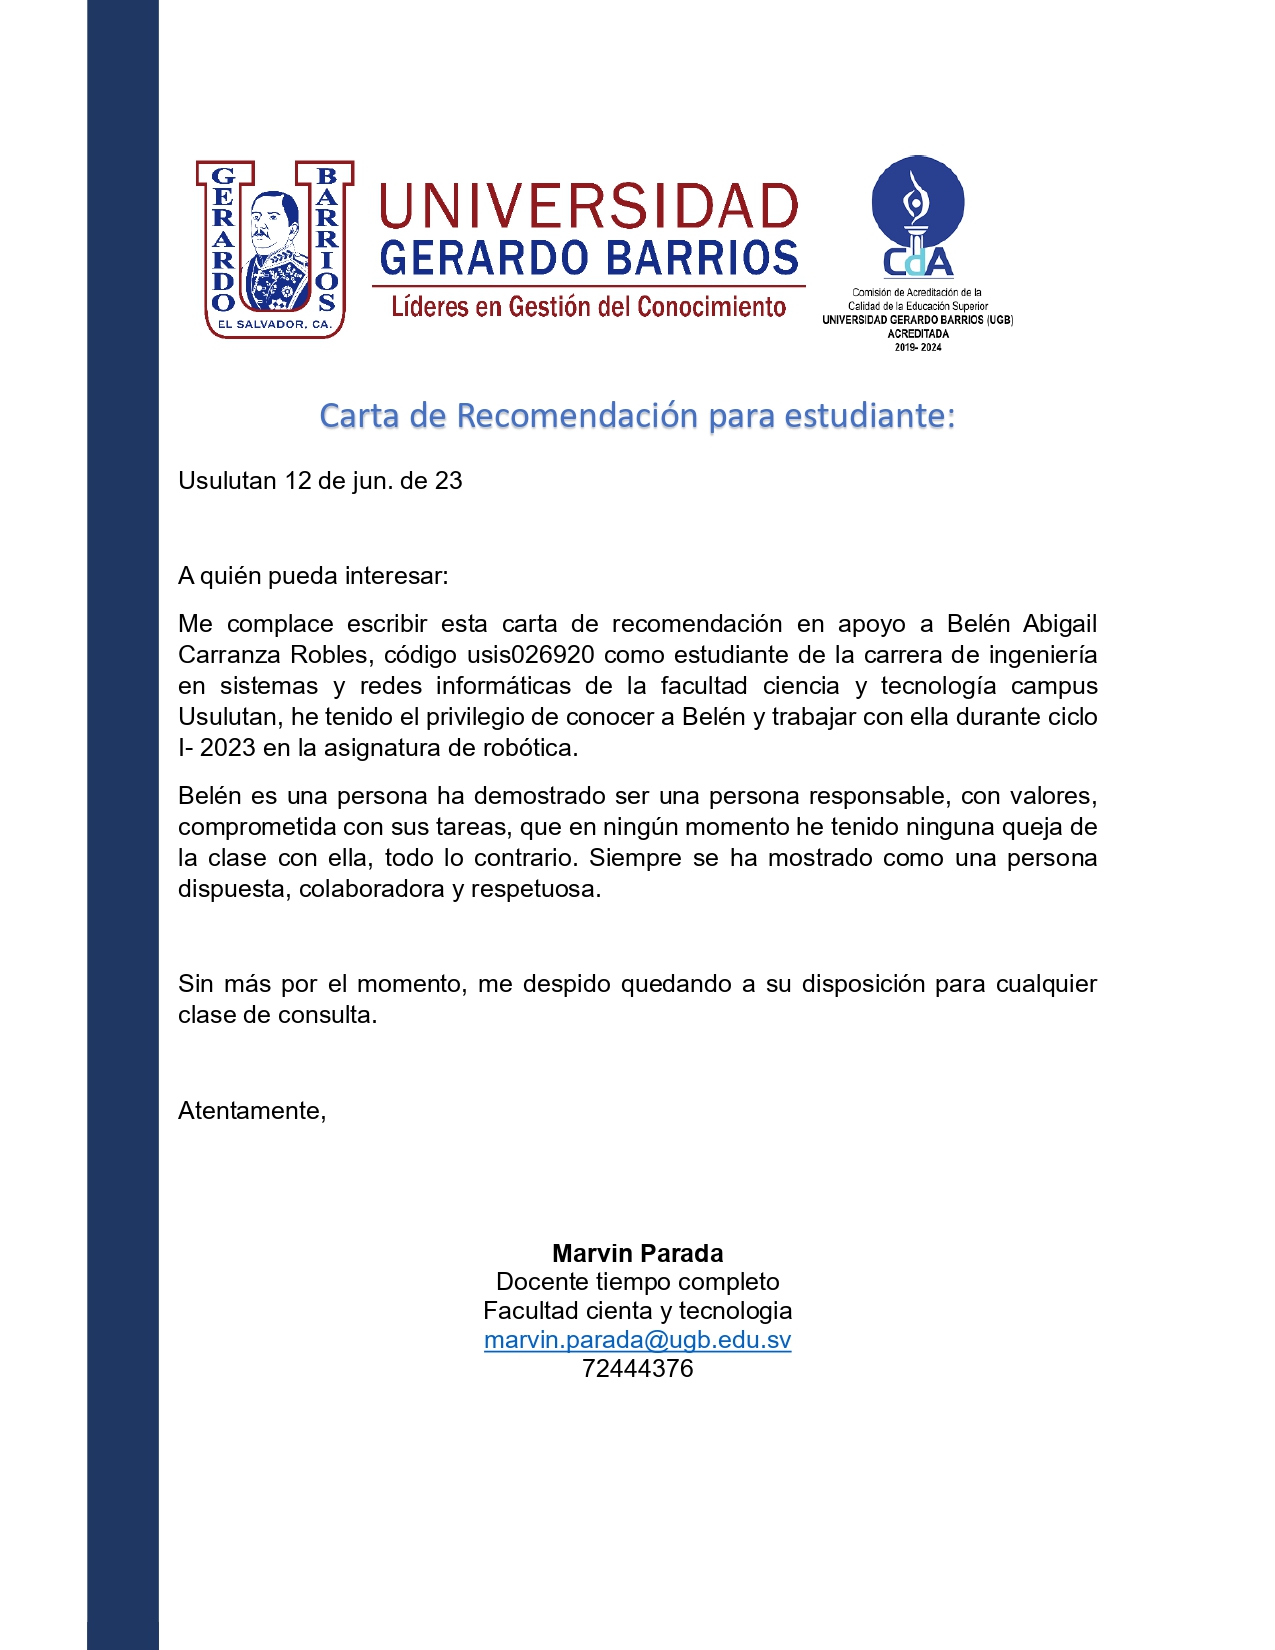 GERARDO
BARRIOS
EL SALVADOR, CA.
UNIVERSIDAD
GERARDO BARRIOS
Líderes en Gestión del Conocimiento
CdA
Comisión de Acreditación de la
Calidad de la Educación Superior
UNIVERSIDAD GERARDO BARRIOS (UGB)
ACREDITADA
2019- 2024
Carta de Recomendación para estudiante:
Usulutan 12 de jun. de 23
A quién pueda interesar:
Me complace escribir esta carta de recomendación en apoyo a Belén Abigail
Carranza Robles, código usis026920 como estudiante de la carrera de ingeniería
en sistemas y redes informáticas de la facultad ciencia y tecnología campus
Usulutan, he tenido el privilegio de conocer a Belén y trabajar con ella durante ciclo
I- 2023 en la asignatura de robótica.
Belén es una persona ha demostrado ser una persona responsable, con valores,
comprometida con sus tareas, que en ningún momento he tenido ninguna queja de
la clase con ella, todo lo contrario. Siempre se ha mostrado como una persona
dispuesta, colaboradora y respetuosa.
Sin más por el momento, me despido quedando a su disposición para cualquier
clase de consulta.
Atentamente,
Marvin Parada
Docente tiempo completo
Facultad cienta y tecnologia
marvin.parada@ugb.edu.sv
72444376